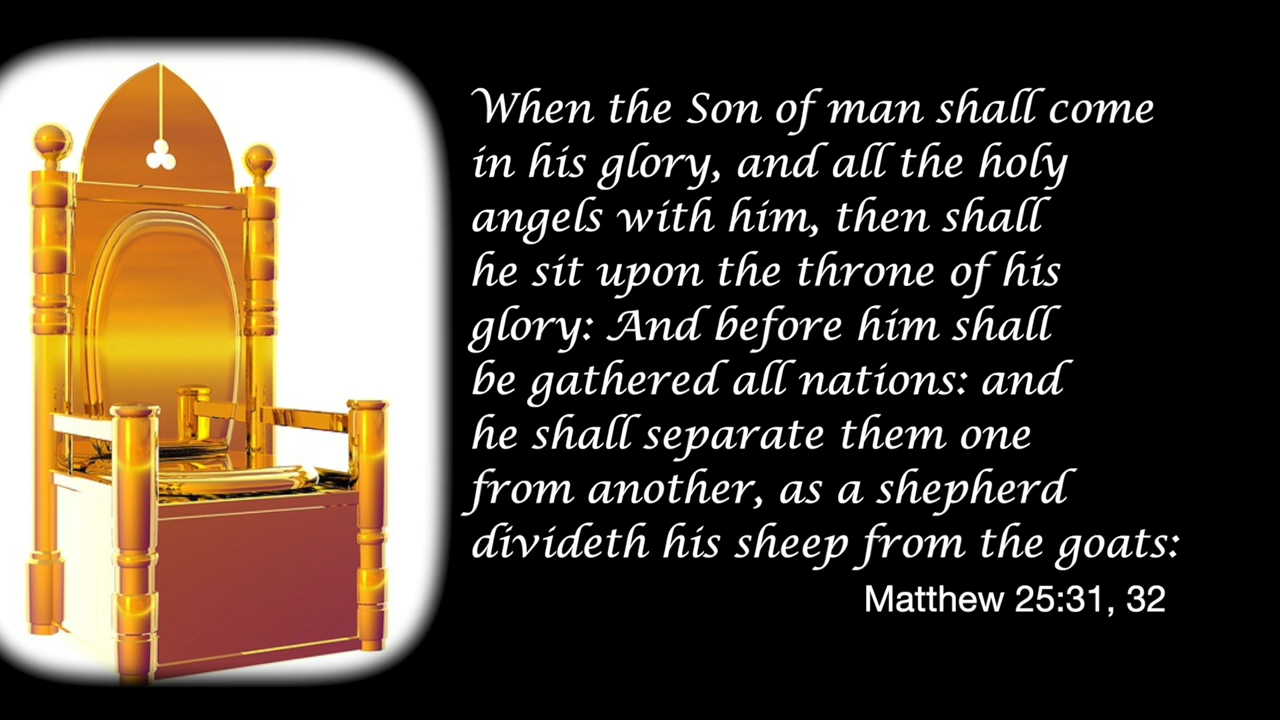 When the Son of man shall come
in his glory, and all the holy
angels with him, then shall
he sit upon the throne of his
glory: And before him shall
be gathered all nations: and
he shall separate them one
from another, as a shepherd
divideth his sheep from the goats:
Matthew 25:31, 32